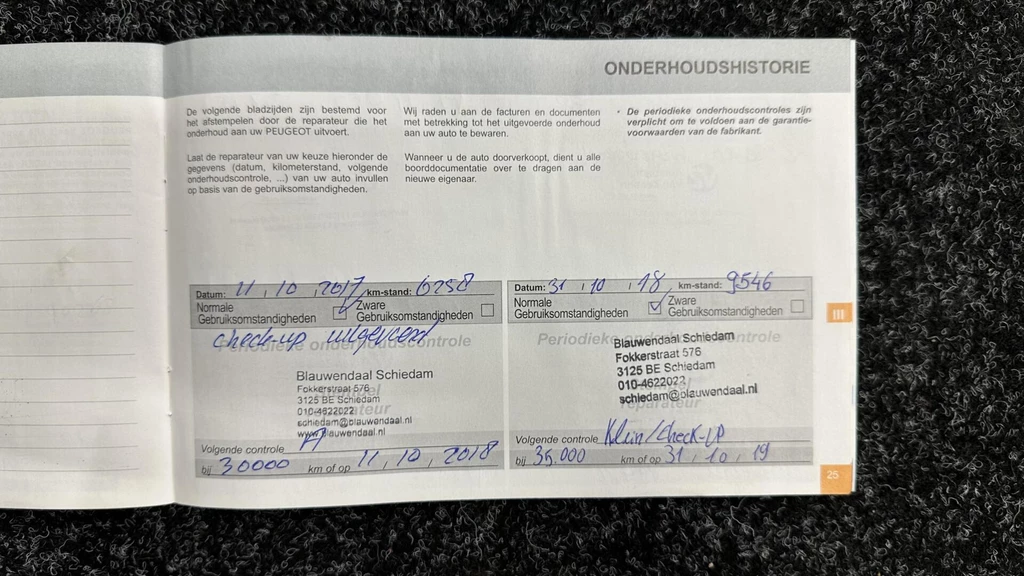 ONDERHOUDSHISTORIE
De volgende bladzijden zijn bestemd voor
het afstempelen door de reparateur die het
onderhoud aan uw PEUGEOT uitvoert.
Laat de reparateur van uw keuze hieronder de
gegevens (datum, kilometerstand, volgende
onderhoudscontrole, ...) van uw auto invullen
op basis van de gebruiksomstandigheden.
Wij raden u aan de facturen en documenten
met betrekking tot het uitgevoerde onderhoud
aan uw auto te bewaren.
Wanneer u de auto doorverkoopt, dient u alle
boorddocumentatie over te dragen aan de
nieuwe eigenaar.
• De periodieke onderhoudscontroles zijn
verplicht om te voldoen aan de garantie-
voorwaarden van de fabrikant.
Datum: 11, 10, 2017 km-stand: 6258
Normale Gebruiksomstandigheden
Zware Gebruiksomstandigheden
check-up uitgevoerd
Periodieke onderhoudscontrole
Blauwendaal Schiedam
Fokkerstraat 576
3125 BE Schiedam
010-4622022
schiedam@blauwendaal.nl
www.blauwendaal.nl
Volgende controle
bij 30000 km of op 11, 10, 2018
Datum: 31, 10, 18, km-stand: 9546
Normale Gebruiksomstandigheden
Zware Gebruiksomstandigheden
Periodieke onderhoudscontrole
Blauwendaal Schiedam
Fokkerstraat 576
3125 BE Schiedam
010-4622022
schiedam@blauwendaal.nl
reparateur
Volgende controle Klein/Check-UP
bij 35.000 km of op 31, 10, 19
III
25